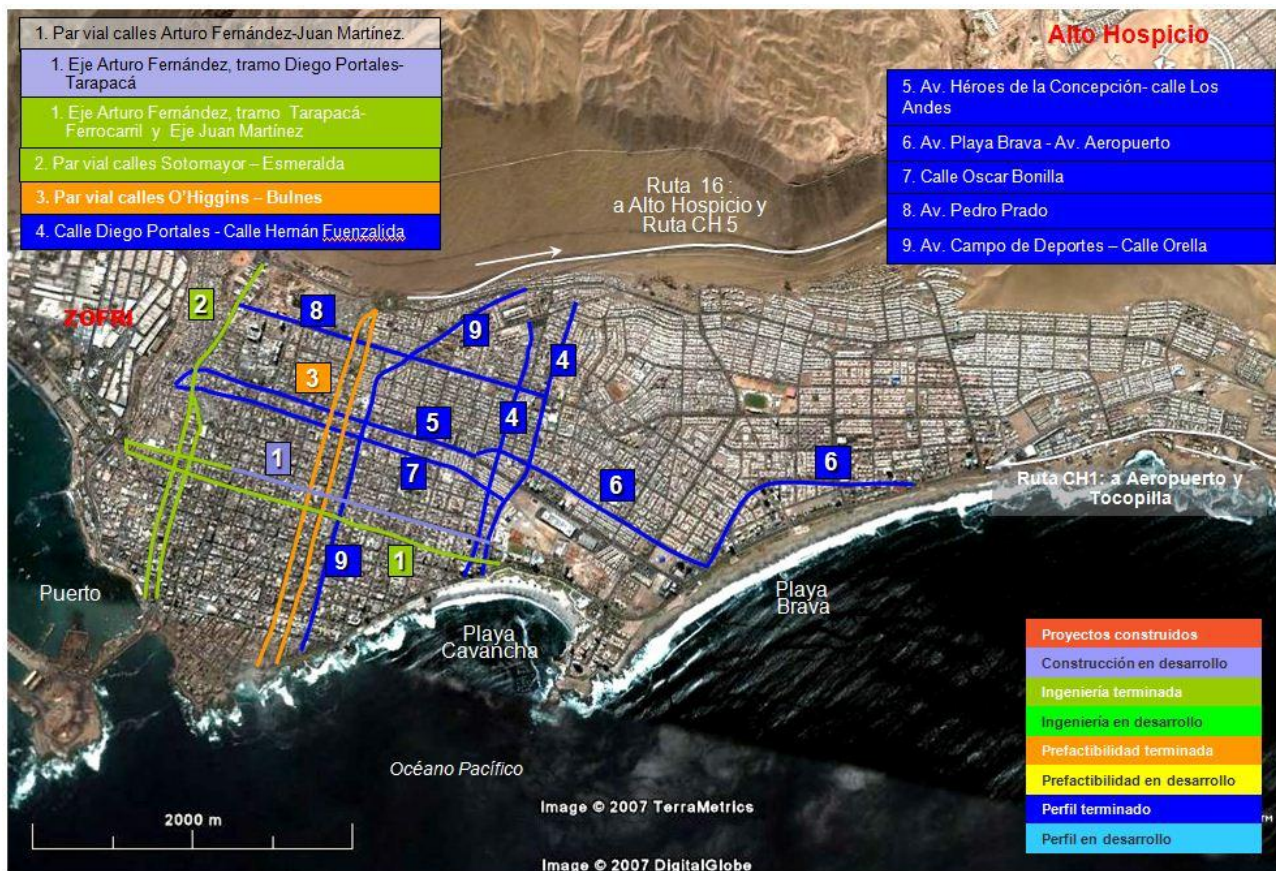 1. Par vial calles Arturo Fernández-Juan Martínez.
1. Eje Arturo Fernández, tramo Diego Portales-
Tarapacá
1. Eje Arturo Fernández, tramo Tarapacá-
Ferrocarril y Eje Juan Martínez
2. Par vial calles Sotomayor – Esmeralda
3. Par vial calles O'Higgins – Bulnes
4. Calle Diego Portales - Calle Hernán Fuenzalida
Alto Hospicio
5. Av. Héroes de la Concepción- calle Los
Andes
6. Av. Playa Brava - Av. Aeropuerto
7. Calle Oscar Bonilla
8. Av. Pedro Prado
9. Av. Campo de Deportes – Calle Orella
Ruta 16 :
a Alto Hospicio y
Ruta CH 5
ZOFRI
2
8
9
3
4
5
4
1
7
6
6
9
1
Ruta CH1: a Aeropuerto y
Tocopilla
Puerto
Playa
Cavancha
Playa
Brava
Océano Pacífico
2000 m
Image © 2007 TerraMetrics
Image © 2007 DigitalGlobe
Proyectos construidos
Construcción en desarrollo
Ingeniería terminada
Ingeniería en desarrollo
Prefactibilidad terminada
Prefactibilidad en desarrollo
Perfil terminado
Perfil en desarrollo
TM